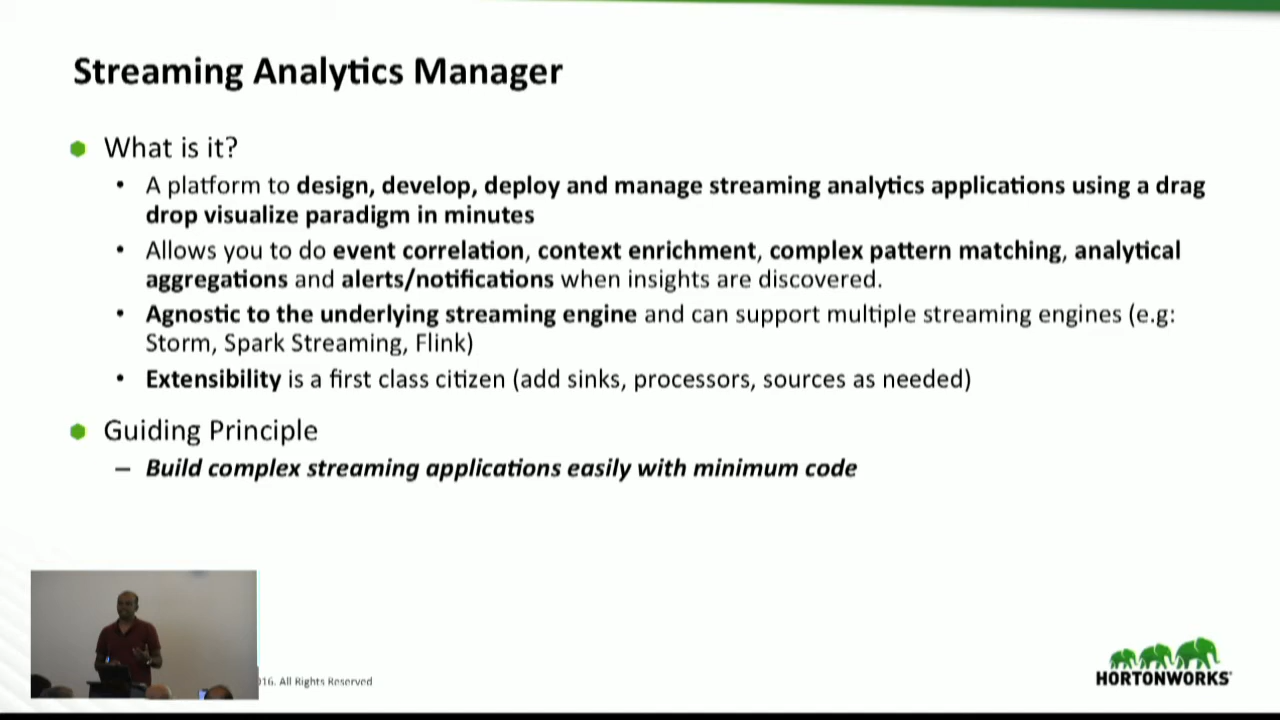 Streaming Analytics Manager
What is it?
A platform to design, develop, deploy and manage streaming analytics applications using a drag
drop visualize paradigm in minutes
Allows you to do event correlation, context enrichment, complex pattern matching, analytical
aggregations and alerts/notifications when insights are discovered.
Agnostic to the underlying streaming engine and can support multiple streaming engines (e.g:
Storm, Spark Streaming, Flink)
Extensibility is a first class citizen (add sinks, processors, sources as needed)
Guiding Principle
– Build complex streaming applications easily with minimum code
16. All Rights Reserved
HORTONWORKS